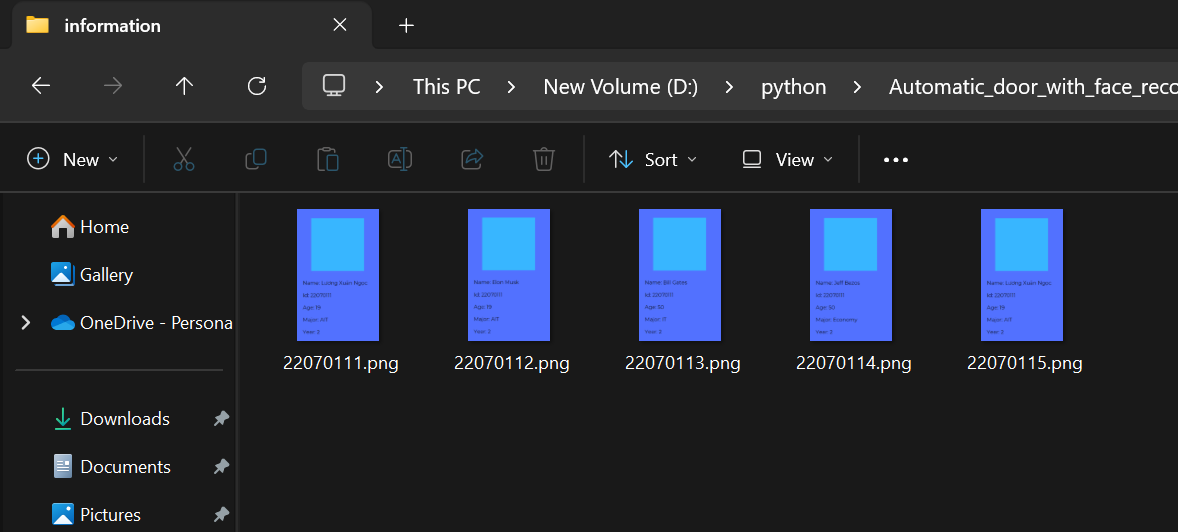 information
This PC > New Volume (D:) > python > Automatic_door_with_face_reco
New Sort View
Home
Gallery
OneDrive - Persona
Downloads
Documents
Pictures
Name: Luong Xuân Ngoc
Id: 22070111
Age: 19
Major: AIT
Year: 2
22070111.png
Name: Elon Musk
Id: 22070111
Age: 19
Major: AIT
Year: 2
22070112.png
Name: Bill Gates
Id: 22070111
Age: 50
Major: IT
Year: 3
22070113.png
Name: Jeff Bezos
Id: 22070111
Age: 50
Major: Economy
Year: 3
22070114.png
Name: Luong Xuân Ngoc
Id: 22070111
Age: 19
Major: AIT
Year: 2
22070115.png